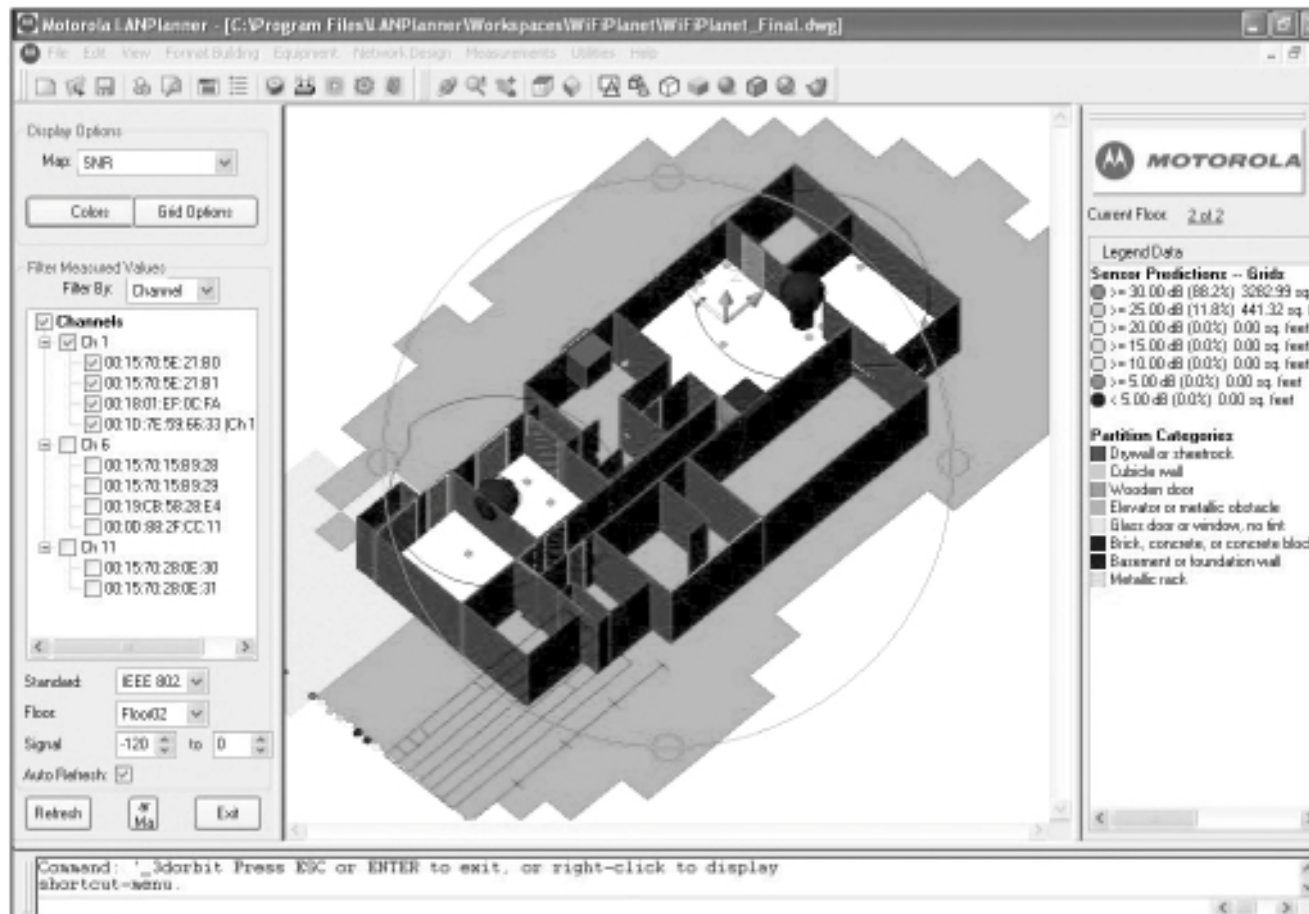 Motorola LANPlanner - [C:\Program Files\LANPlanner\Workspaces\WiFiPlanet\WiFiPlanet_Final.dwg]
File Edit View Format Building Equipment Network Design Measurements Utilities Help
Display Options
Map: SNR
Colors Grid Options
Filter Measured Values
Filter By: Channel
Channels
Ch 1
00:15:70:5E:21:B0
00:15:70:5E:21:B1
00:18:01:EF:0C:FA
00:1D:7E:59:66:33 (Ch 1
Ch 6
00:15:70:15:B9:28
00:15:70:15:B9:29
00:19:CB:58:28:E4
00:0D:88:2F:CC:11
Ch 11
00:15:70:28:0E:30
00:15:70:28:0E:31
Standard: IEEE 802.
Floor: Floor02
Signal -120 to 0
Auto Refresh:
Refresh Ma Exit
MOTOROLA
Current Floor: 2 of 2
Legend Data
Sensor Predictions -- Grids
>= 30.00 dB (88.2%) 3282.99 sq.
>= 25.00 dB (11.8%) 441.32 sq.
>= 20.00 dB (0.0%) 0.00 sq. feet
>= 15.00 dB (0.0%) 0.00 sq. feet
>= 10.00 dB (0.0%) 0.00 sq. feet
>= 5.00 dB (0.0%) 0.00 sq. feet
< 5.00 dB (0.0%) 0.00 sq. feet
Partition Categories
Drywall or sheetrock
Cubicle wall
Wooden door
Elevator or metallic obstacle
Glass door or window, no tint
Brick, concrete, or concrete block
Basement or foundation wall
Metallic rack
Command: '_3dorbit Press ESC or ENTER to exit, or right-click to display
shortcut-menu.